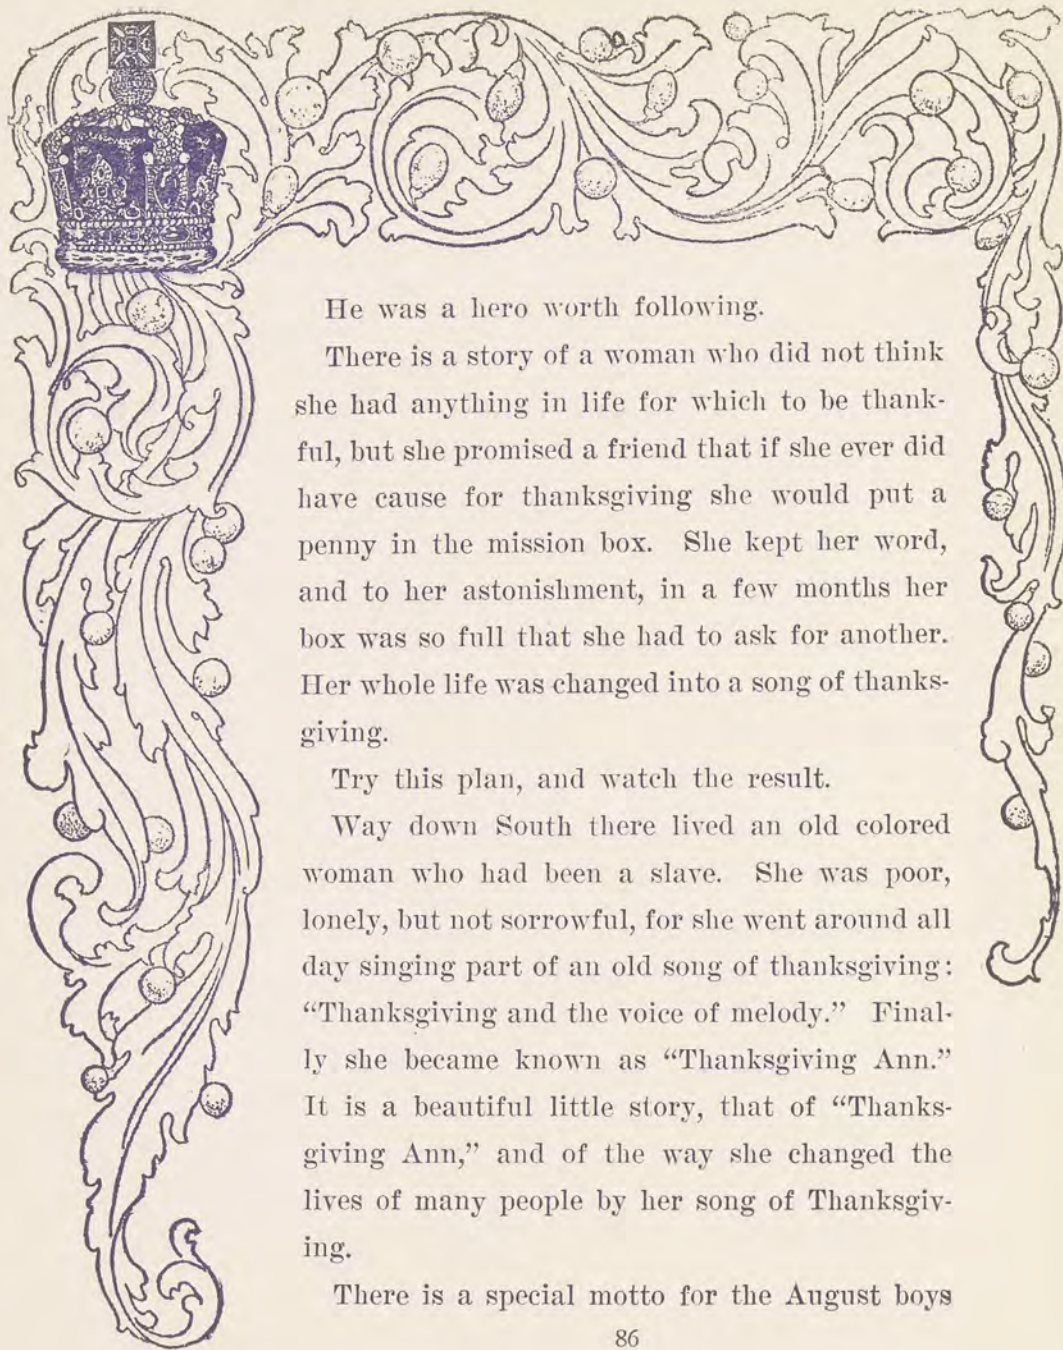 He was a hero worth following.
There is a story of a woman who did not think
she had anything in life for which to be thank-
ful, but she promised a friend that if she ever did
have cause for thanksgiving she would put a
penny in the mission box. She kept her word,
and to her astonishment, in a few months her
box was so full that she had to ask for another.
Her whole life was changed into a song of thanks-
giving.
Try this plan, and watch the result.
Way down South there lived an old colored
woman who had been a slave. She was poor,
lonely, but not sorrowful, for she went around all
day singing part of an old song of thanksgiving:
“Thanksgiving and the voice of melody.” Final-
ly she became known as “Thanksgiving Ann.”
It is a beautiful little story, that of “Thanks-
giving Ann,” and of the way she changed the
lives of many people by her song of Thanksgiv-
ing.
There is a special motto for the August boys
86